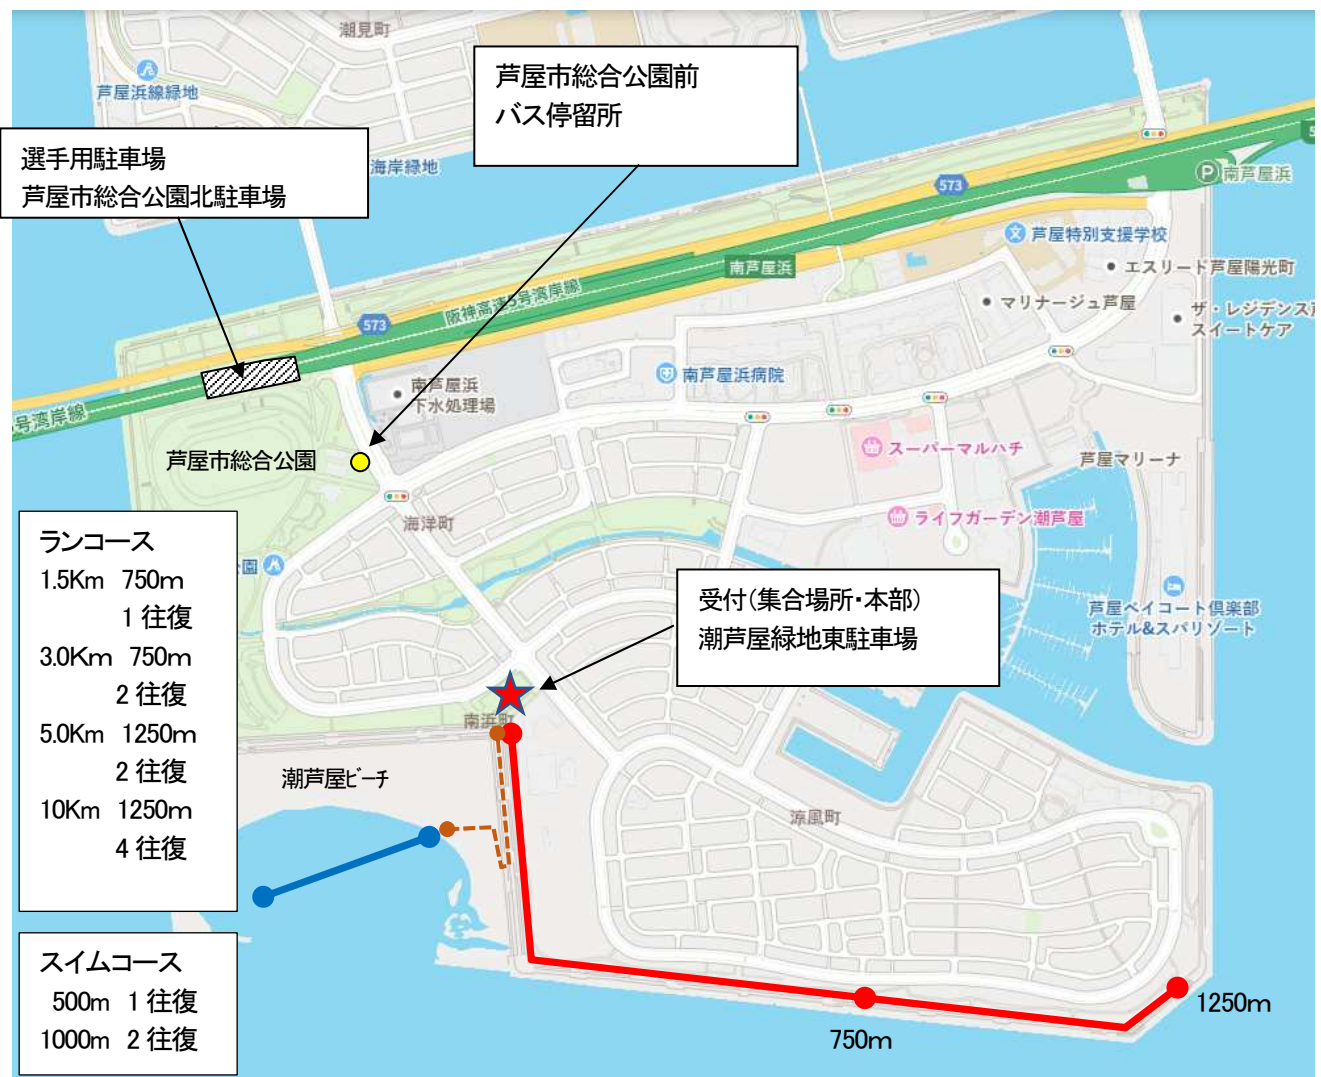 潮見町
芦屋浜線緑地
芦屋市総合公園前
バス停留所
選手用駐車場
芦屋市総合公園北駐車場
海岸緑地
573
南芦屋浜
芦屋特別支援学校
エスリード芦屋陽光町
南芦屋浜
マリナージュ芦屋
ザ・レジデンス
スイートケア
阪神高速5号湾岸線
573
南芦屋浜病院
南芦屋浜
下水処理場
号湾岸線
芦屋市総合公園
スーパーマルハチ
芦屋マリーナ
海洋町
ライフガーデン潮芦屋
園
ランコース
1.5Km 750m
1 往復
3.0Km 750m
2 往復
5.0Km 1250m
2 往復
10Km 1250m
4 往復
受付(集合場所・本部)
潮芦屋緑地東駐車場
芦屋ベイコート倶楽部
ホテル&スパリゾート
南浜町
潮芦屋ビーチ
涼風町
スイムコース
500m 1 往復
1000m 2 往復
750m
1250m